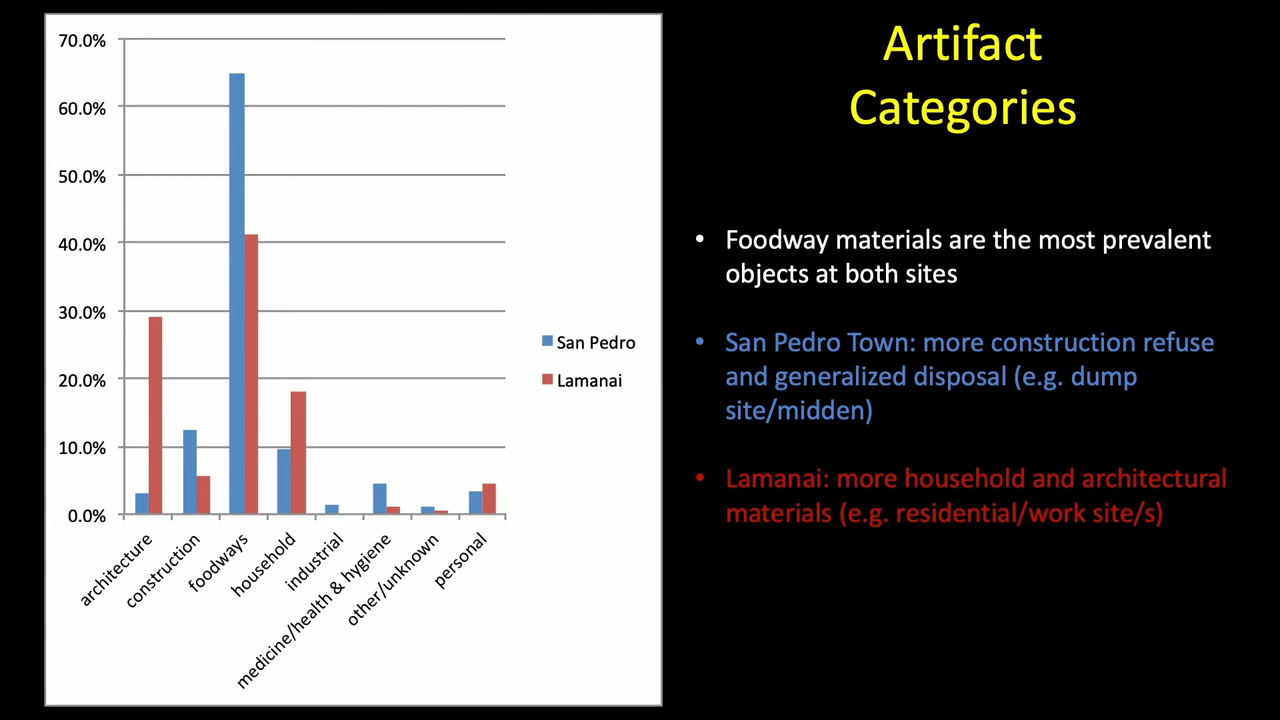 Artifact
Categories
70.0%
60.0%
50.0%
40.0%
30.0%
20.0%
10.0%
0.0%
architecture
construction
foodways
household
industrial
medicine/health & hygiene
other/unknown
personal
San Pedro
Lamanai
• Foodway materials are the most prevalent
objects at both sites
• San Pedro Town: more construction refuse
and generalized disposal (e.g. dump
site/midden)
• Lamanai: more household and architectural
materials (e.g. residential/work site/s)